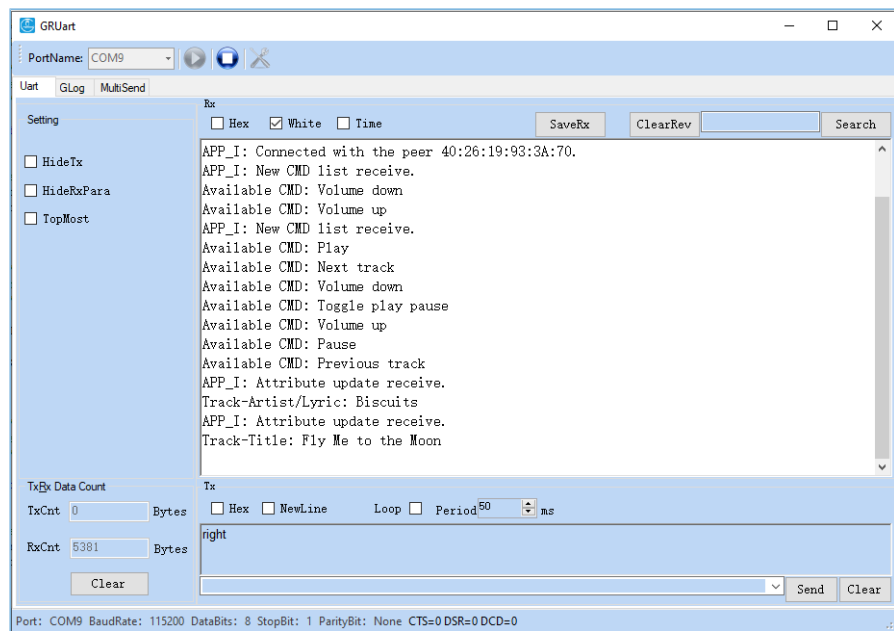 GRUart
PortName: COM9
Uart GLog MultiSend
Setting
HideTx
HideRxPara
TopMost
Rx
Hex White Time SaveRx ClearRev Search
APP_I: Connected with the peer 40:26:19:93:3A:70.
APP_I: New CMD list receive.
Available CMD: Volume down
Available CMD: Volume up
APP_I: New CMD list receive.
Available CMD: Play
Available CMD: Next track
Available CMD: Volume down
Available CMD: Toggle play pause
Available CMD: Volume up
Available CMD: Pause
Available CMD: Previous track
APP_I: Attribute update receive.
Track-Artist/Lyric: Biscuits
APP_I: Attribute update receive.
Track-Title: Fly Me to the Moon
TxRx Data Count
TxCnt 0 Bytes
RxCnt 5381 Bytes
Clear
Tx
Hex NewLine Loop Period 50 ms
right
Send Clear
Port: COM9 BaudRate: 115200 DataBits: 8 StopBit: 1 ParityBit: None CTS=0 DSR=0 DCD=0